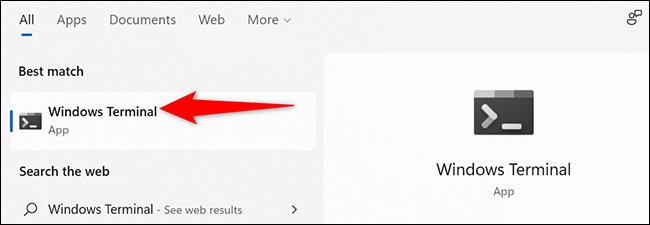 All Apps Documents Web More
Best match
Windows Terminal
App
Search the web
Windows Terminal - See web results
Windows Terminal
App